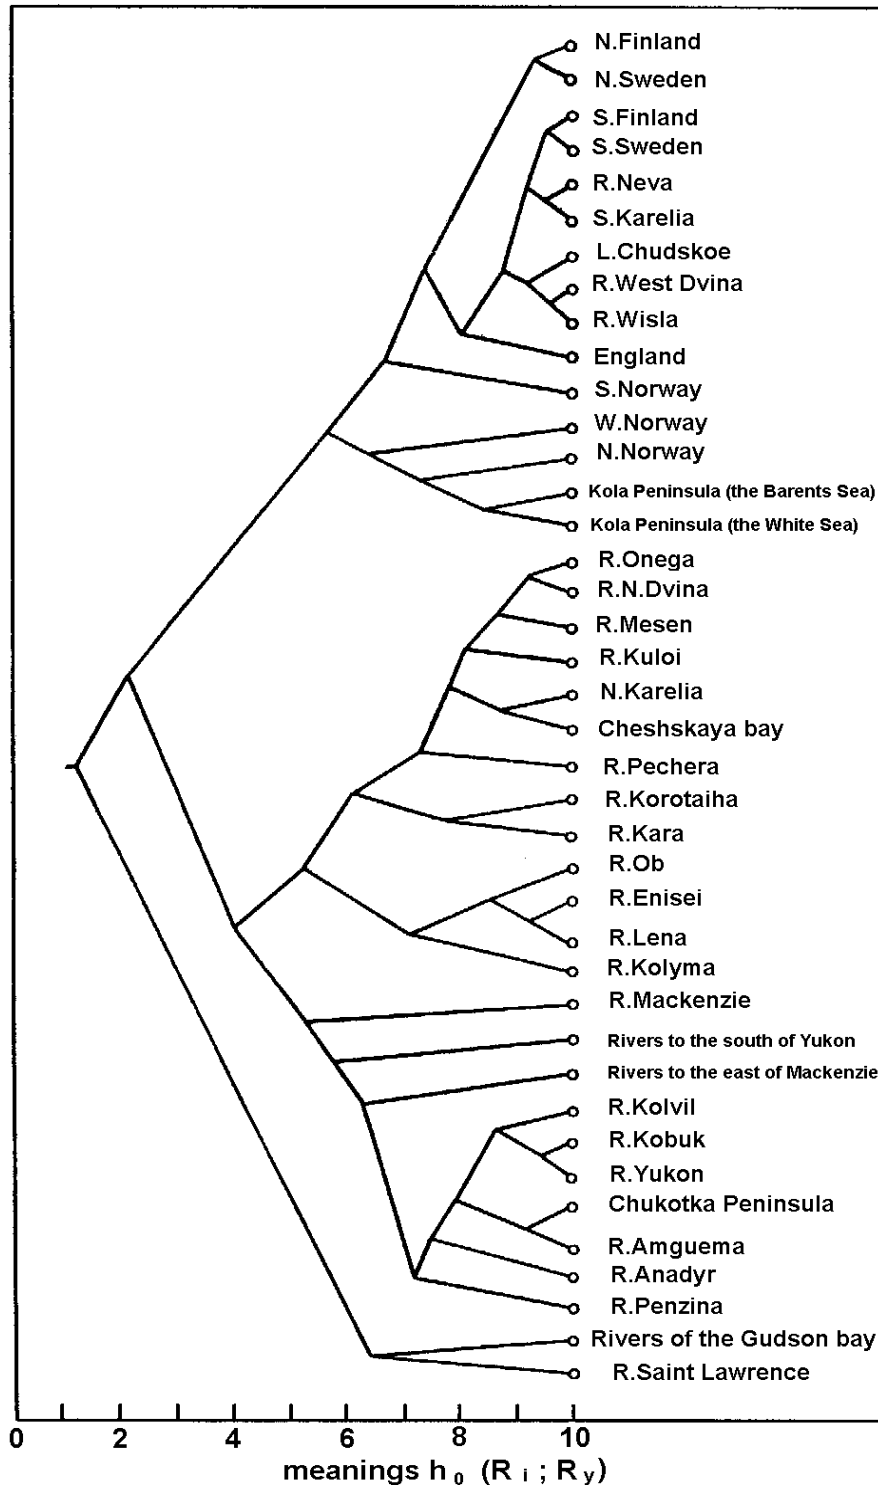 N.Finland
N.Sweden
S.Finland
S.Sweden
R.Neva
S.Karelia
L.Chudskoe
R.West Dvina
R.Wisla
England
S.Norway
W.Norway
N.Norway
Kola Peninsula (the Barents Sea)
Kola Peninsula (the White Sea)
R.Onega
R.N.Dvina
R.Mesen
R.Kuloi
N.Karelia
Cheshskaya bay
R.Pechera
R.Korotaiha
R.Kara
R.Ob
R.Enisei
R.Lena
R.Kolyma
R.Mackenzie
Rivers to the south of Yukon
Rivers to the east of Mackenzie
R.Kolvil
R.Kobuk
R.Yukon
Chukotka Peninsula
R.Amguema
R.Anadyr
R.Penzina
Rivers of the Gudson bay
R.Saint Lawrence
0 2 4 6 8 10
meanings h₀ (R i ; R y)